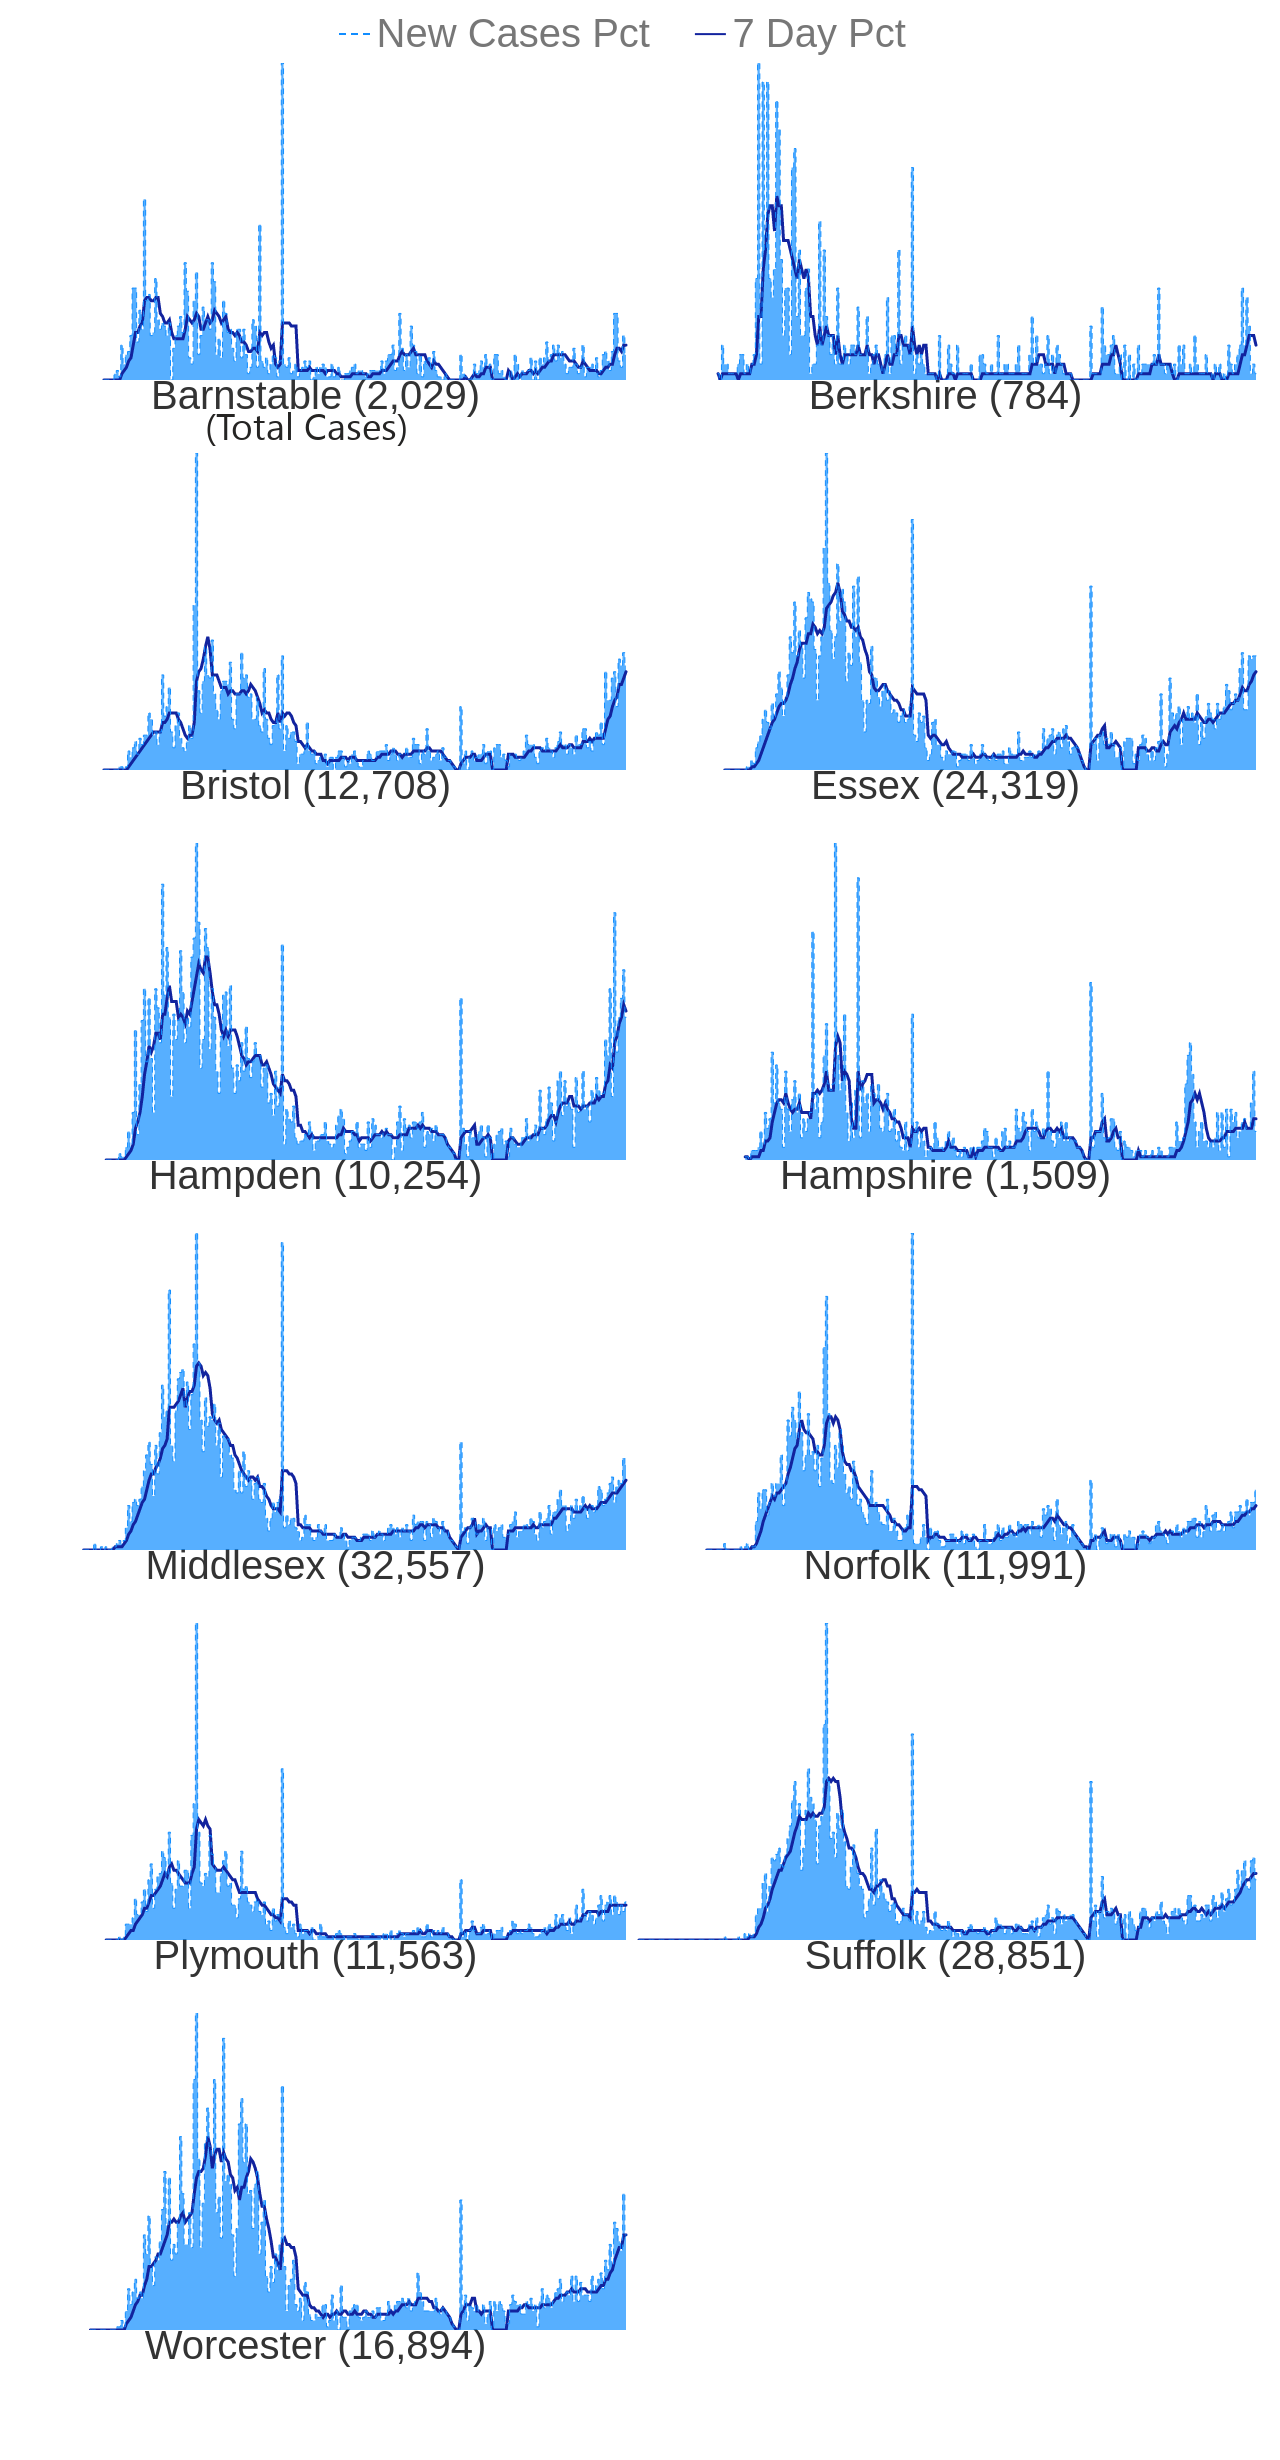 New Cases Pct 7 Day Pct
Barnstable (2,029) Berkshire (784)
(Total Cases)
Bristol (12,708) Essex (24,319)
Hampden (10,254) Hampshire (1,509)
Middlesex (32,557) Norfolk (11,991)
Plymouth (11,563) Suffolk (28,851)
Worcester (16,894)